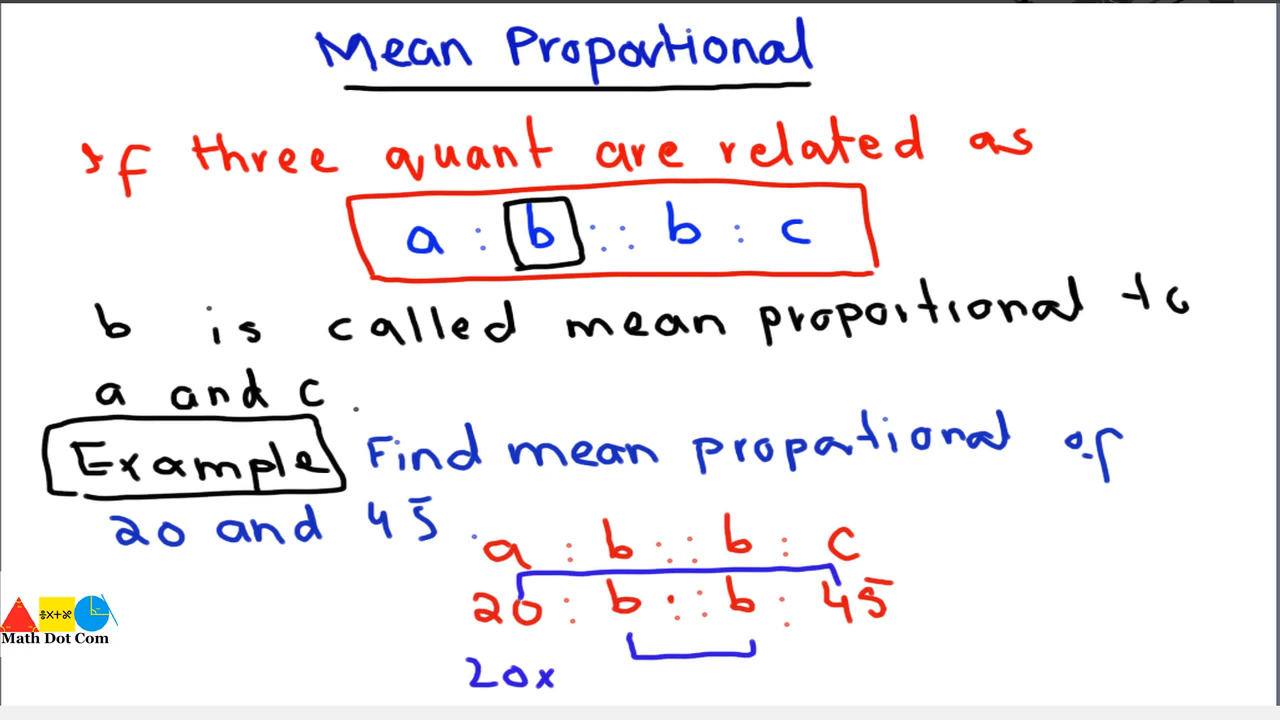 Mean Proportional
If three quant are related as
a : b :: b : c
b is called mean proportional to
a and c.
Example Find mean propational of
20 and 45.
a : b :: b : c
20 : b :: b : 45
20x
÷x+×
Math Dot Com